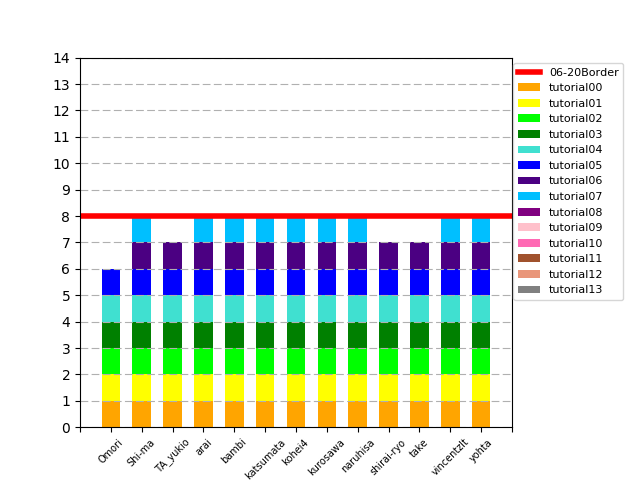 14
13
12
11
10
9
8
7
6
5
4
3
2
1
0
06-20Border
tutorial00
tutorial01
tutorial02
tutorial03
tutorial04
tutorial05
tutorial06
tutorial07
tutorial08
tutorial09
tutorial10
tutorial11
tutorial12
tutorial13
Omori
Shi-ma
TA_yukio
arai
bambi
katsumata
kohei4
kurosawa
naruhisa
shirai-ryo
take
vincentzlt
yohta